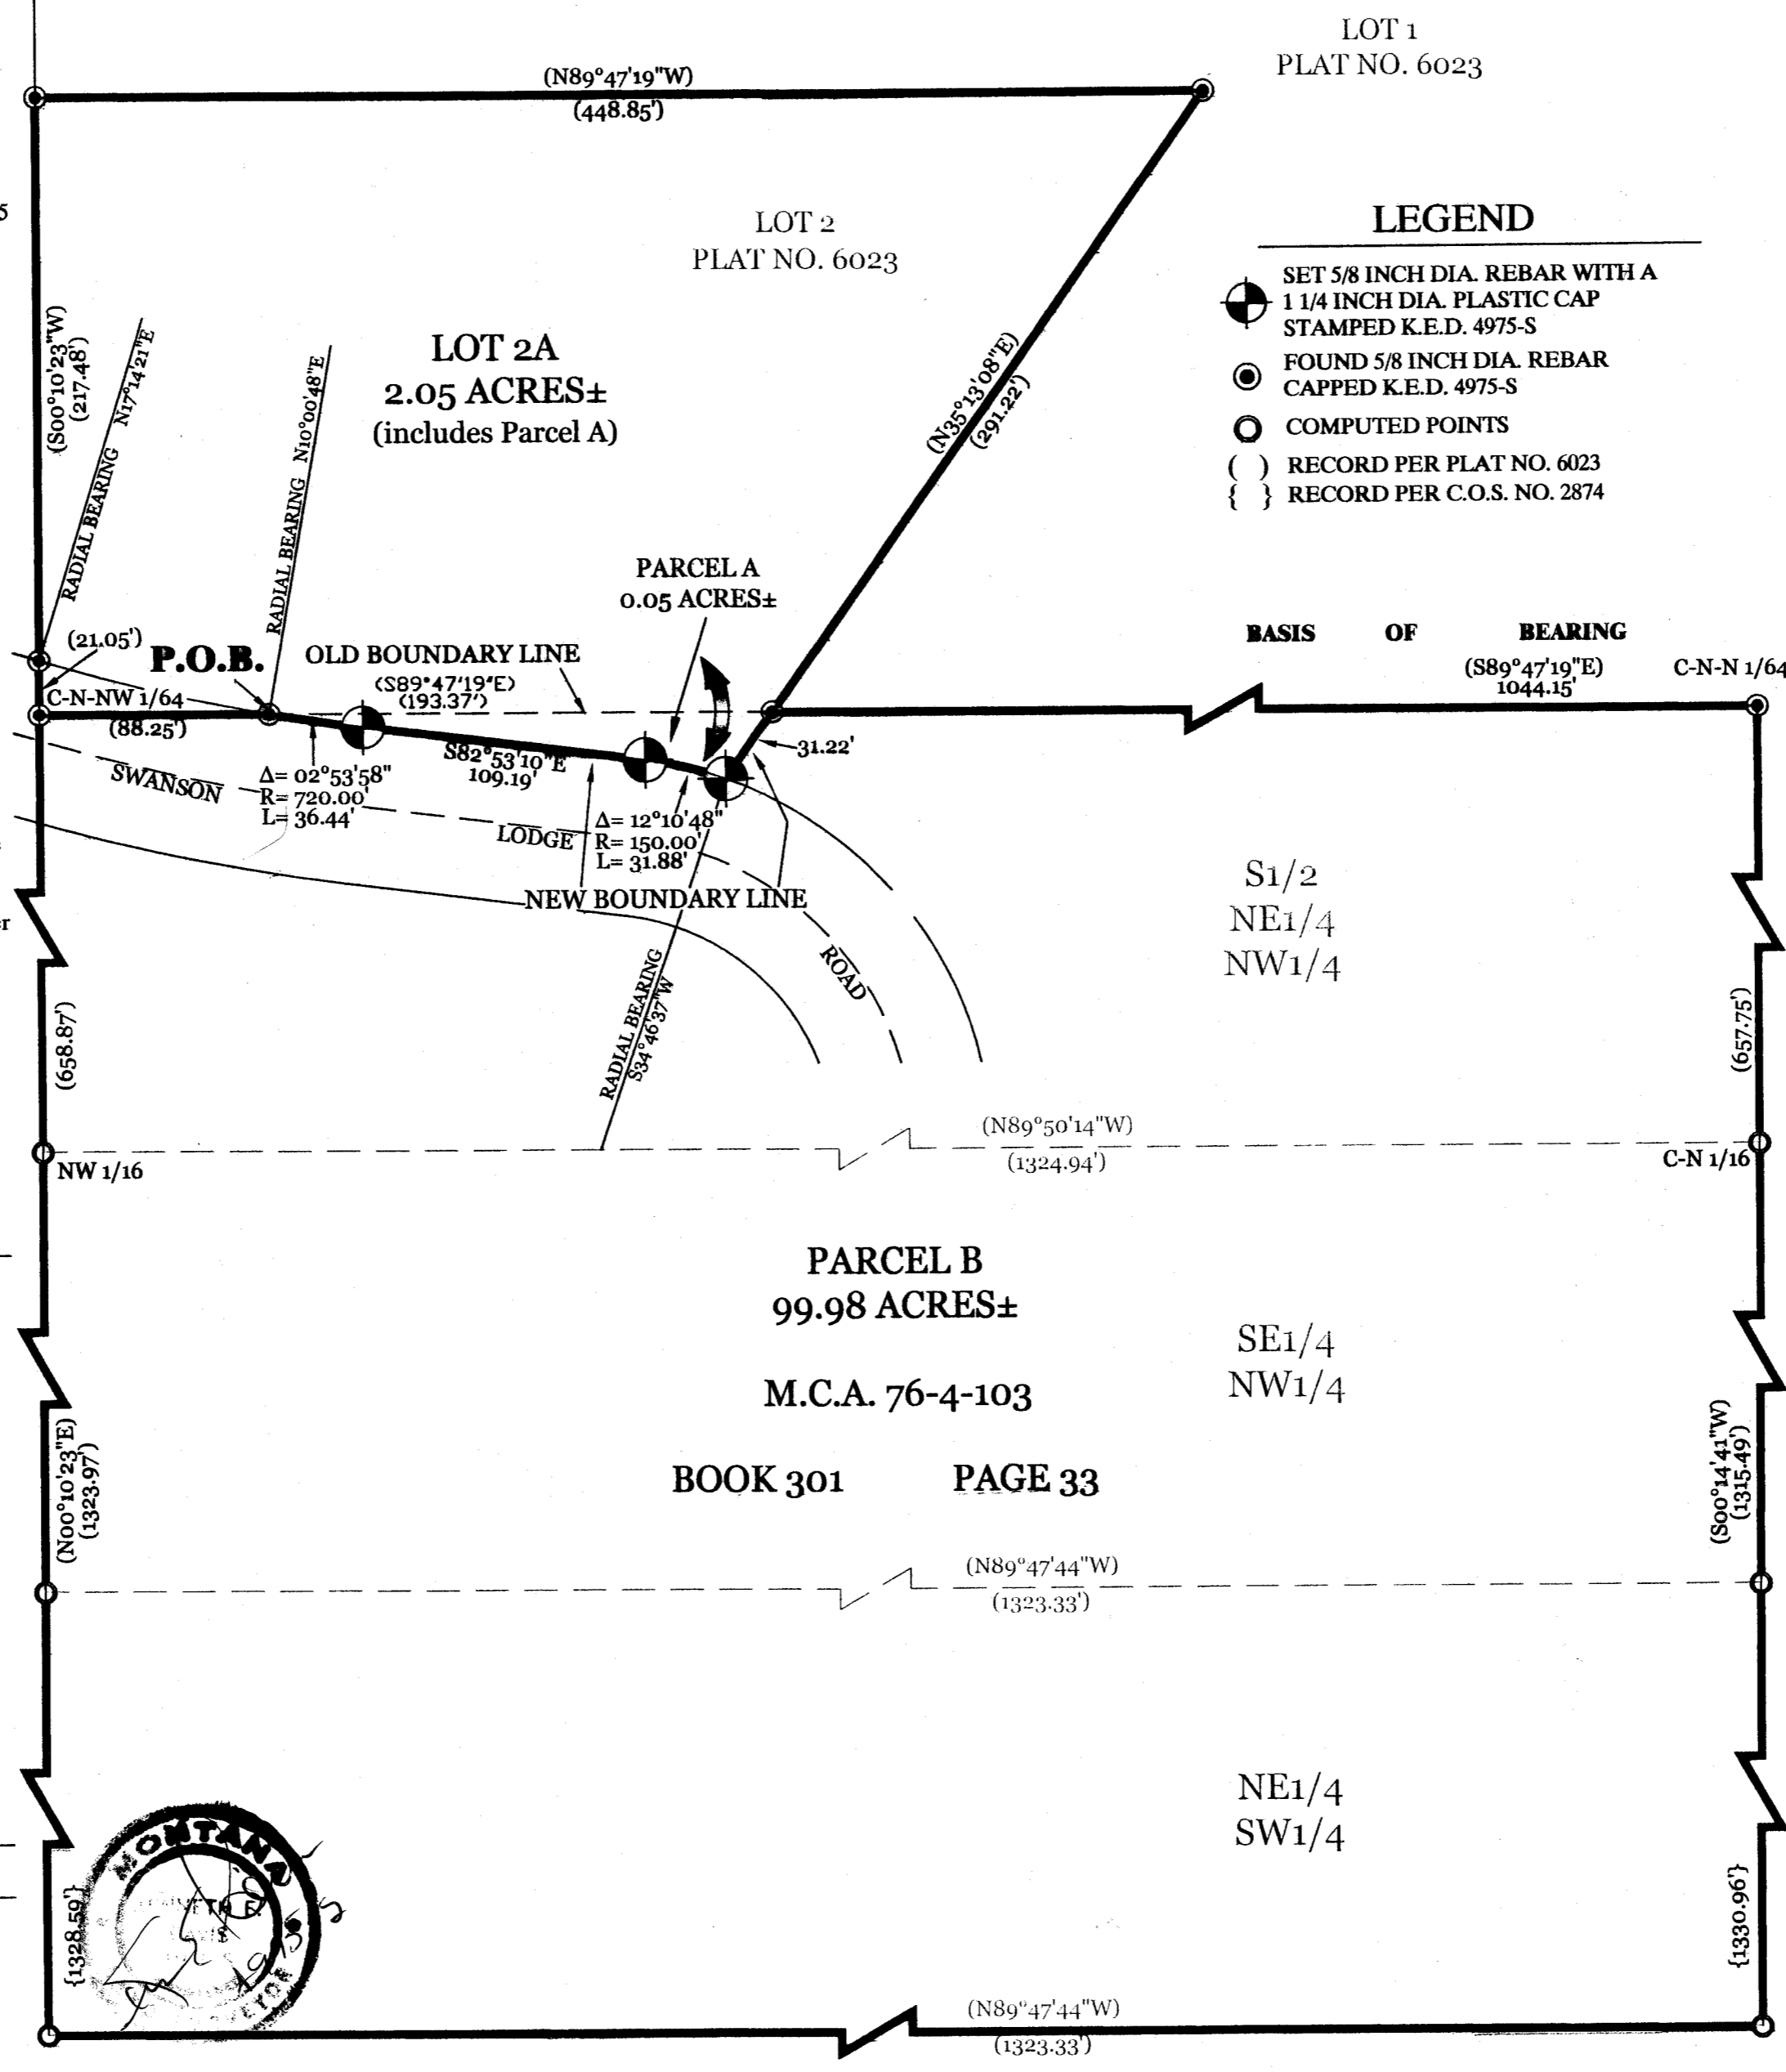 LOT 1
PLAT NO. 6023
(N89°47'19"W)
(448.85')
LOT 2
PLAT NO. 6023
LEGEND
SET 5/8 INCH DIA. REBAR WITH A
1 1/4 INCH DIA. PLASTIC CAP
STAMPED K.E.D. 4975-S
FOUND 5/8 INCH DIA. REBAR
CAPPED K.E.D. 4975-S
COMPUTED POINTS
( ) RECORD PER PLAT NO. 6023
{ } RECORD PER C.O.S. NO. 2874
5
(S00°10'23"W)
(217.48')
RADIAL BEARING N17°14'21"E
RADIAL BEARING N10°00'48"E
LOT 2A
2.05 ACRES±
(includes Parcel A)
(N35°13'08"E)
(291.22')
PARCEL A
0.05 ACRES±
BASIS OF BEARING
(S89°47'19"E)
1044.15'
C-N-N 1/64
(21.05')
P.O.B.
OLD BOUNDARY LINE
(S89°47'19"E)
(193.37')
C-N-NW 1/64
(88.25')
31.22'
S82°53'10"E
109.19'
SWANSON
LODGE
ROAD
Δ= 02°53'58"
R= 720.00'
L= 36.44'
Δ= 12°10'48"
R= 150.00'
L= 31.88'
NEW BOUNDARY LINE
er
RADIAL BEARING
S34°46'37"W
S1/2
NE1/4
NW1/4
(658.87')
(657.75')
(N89°50'14"W)
(1324.94')
NW 1/16
C-N 1/16
PARCEL B
99.98 ACRES±
M.C.A. 76-4-103
BOOK 301 PAGE 33
SE1/4
NW1/4
(N00°10'23"E)
(1323.97')
(S00°14'41"W)
(1315.49')
(N89°47'44"W)
(1323.33')
NE1/4
SW1/4
MONTANA
{1328.59'}
{1330.96'}
(N89°47'44"W)
(1323.33')